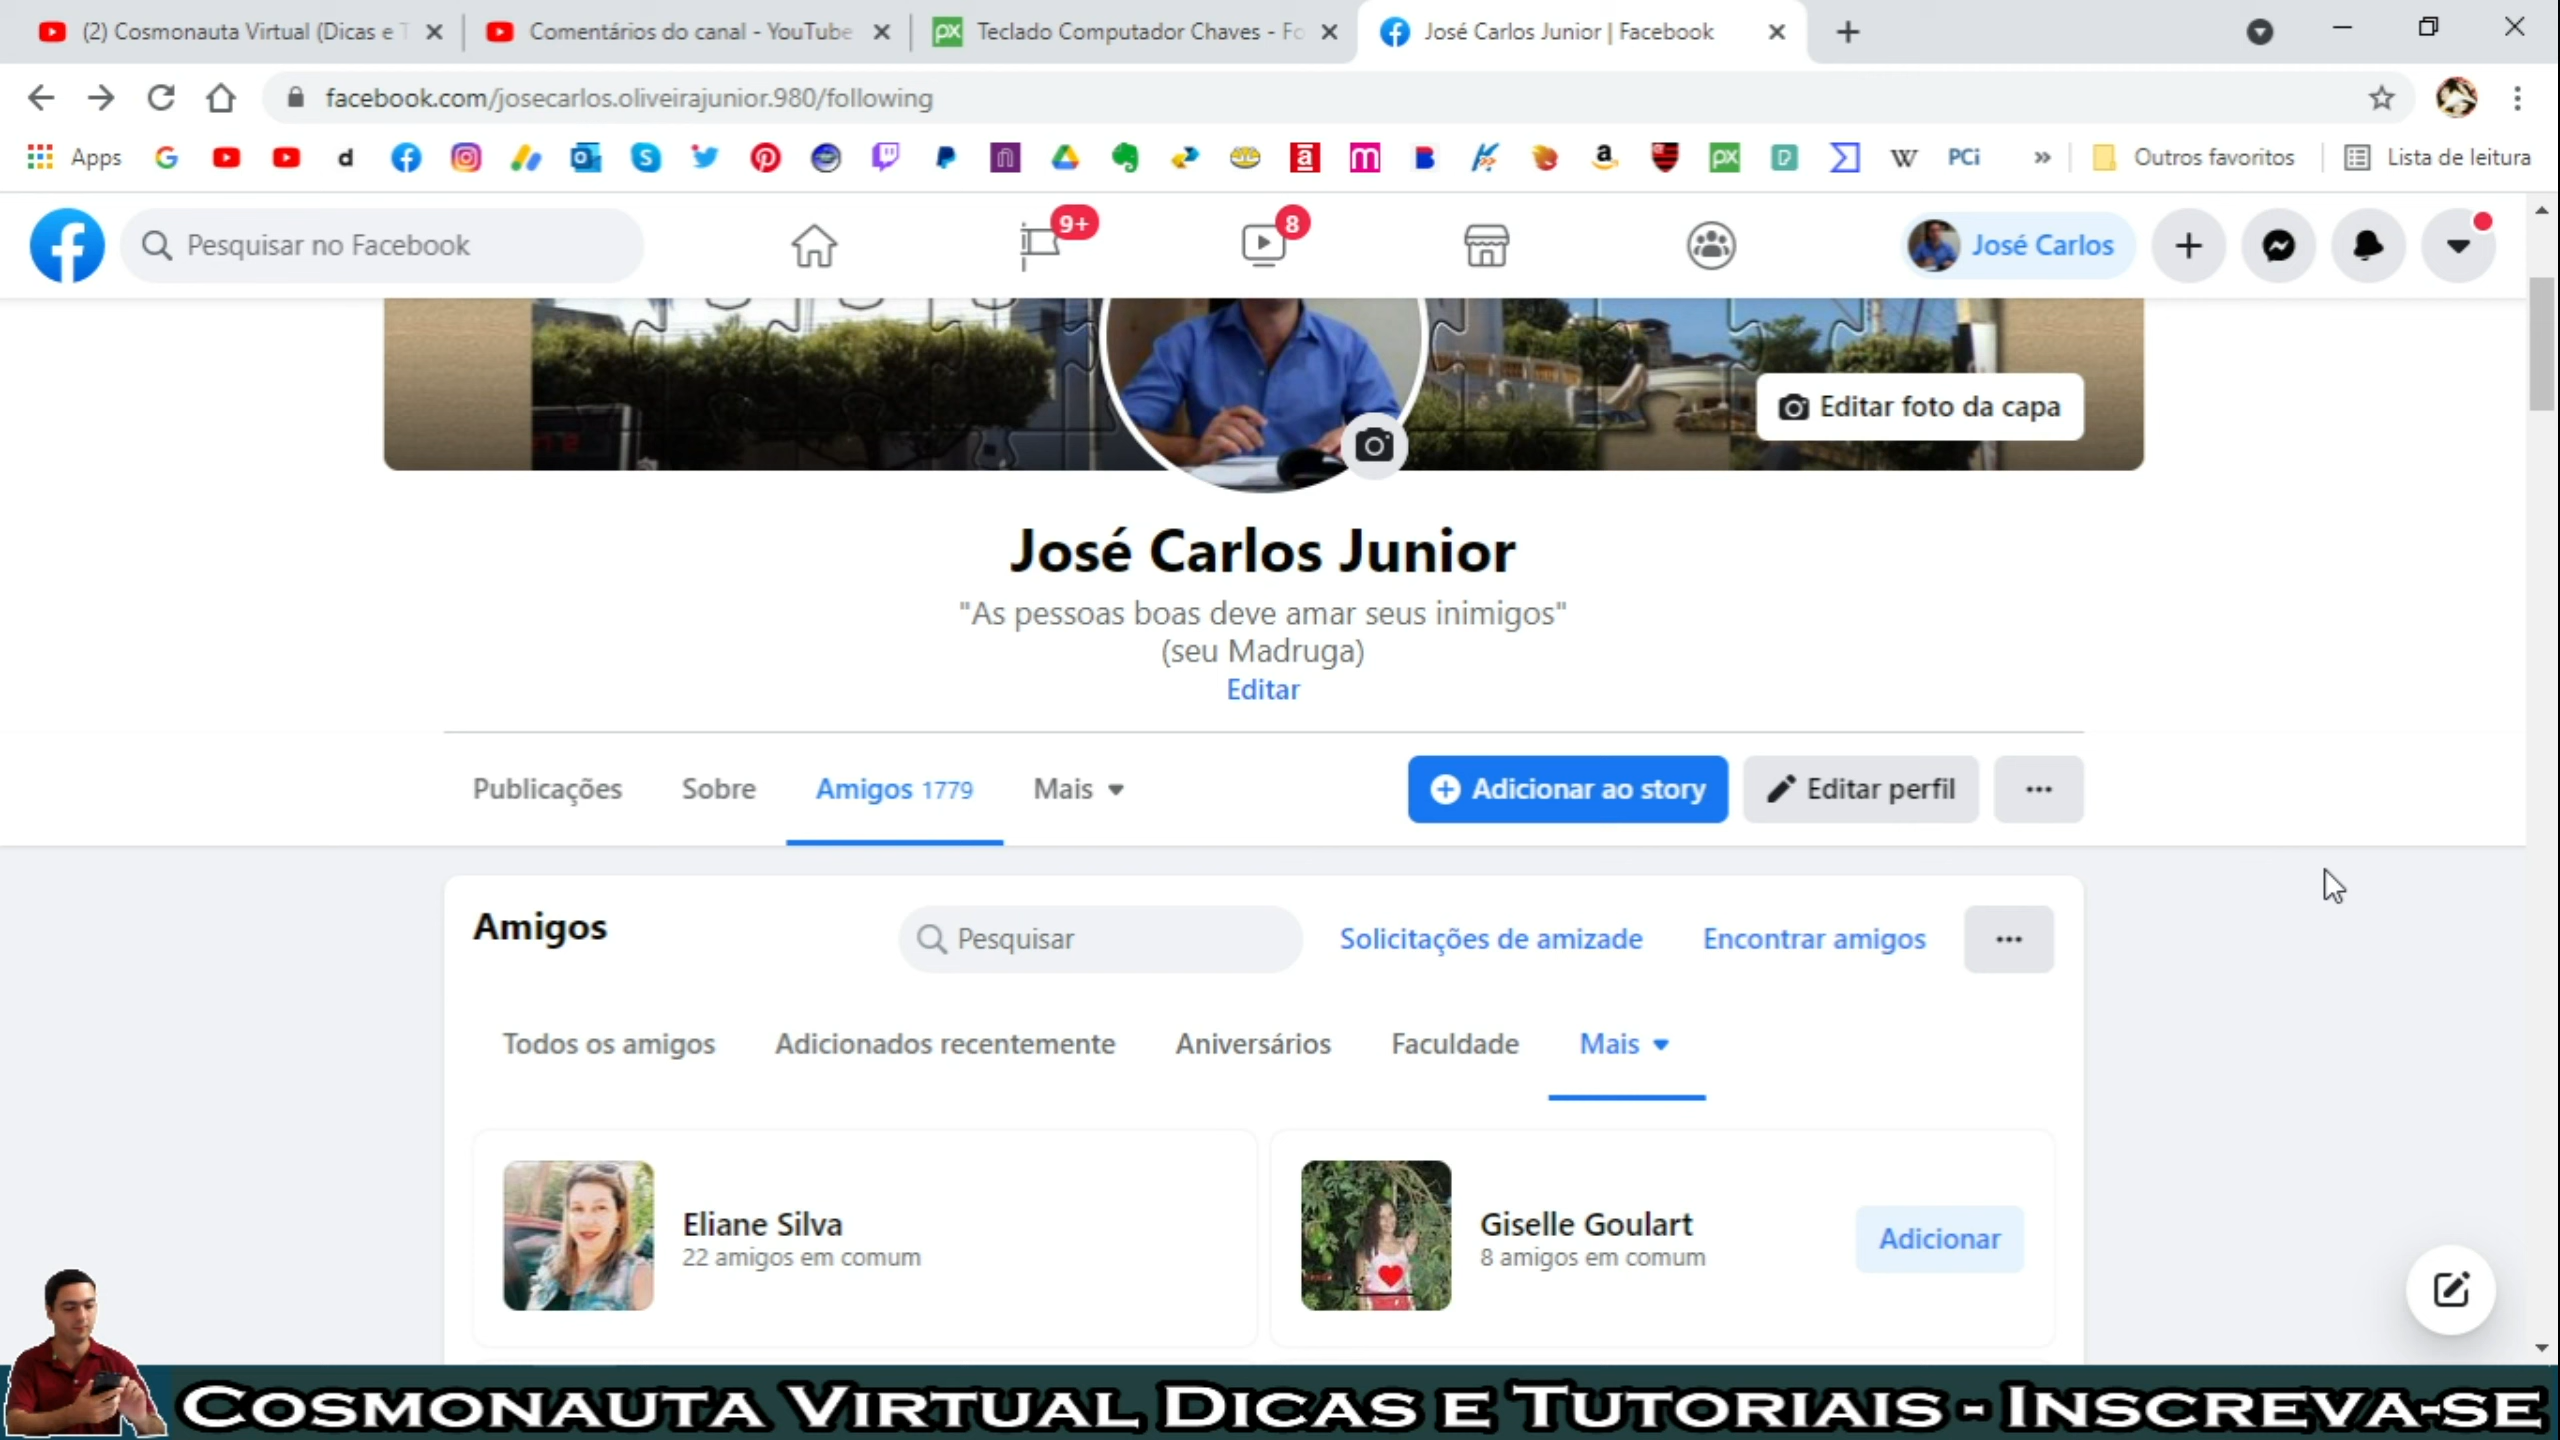 (2) Cosmonauta Virtual (Dicas e T
Comentários do canal - YouTube
Teclado Computador Chaves - Fo
José Carlos Junior | Facebook
facebook.com/josecarlos.oliveirajunior.980/following
Apps
PCi
»
Outros favoritos
Lista de leitura
Pesquisar no Facebook
9+
8
José Carlos
Editar foto da capa
José Carlos Junior
"As pessoas boas deve amar seus inimigos"
(seu Madruga)
Editar
Publicações
Sobre
Amigos 1779
Mais
Adicionar ao story
Editar perfil
Amigos
Pesquisar
Solicitações de amizade
Encontrar amigos
Todos os amigos
Adicionados recentemente
Aniversários
Faculdade
Mais
Eliane Silva
22 amigos em comum
Giselle Goulart
8 amigos em comum
Adicionar
Cosmonauta Virtual Dicas e Tutoriais - Inscreva-se